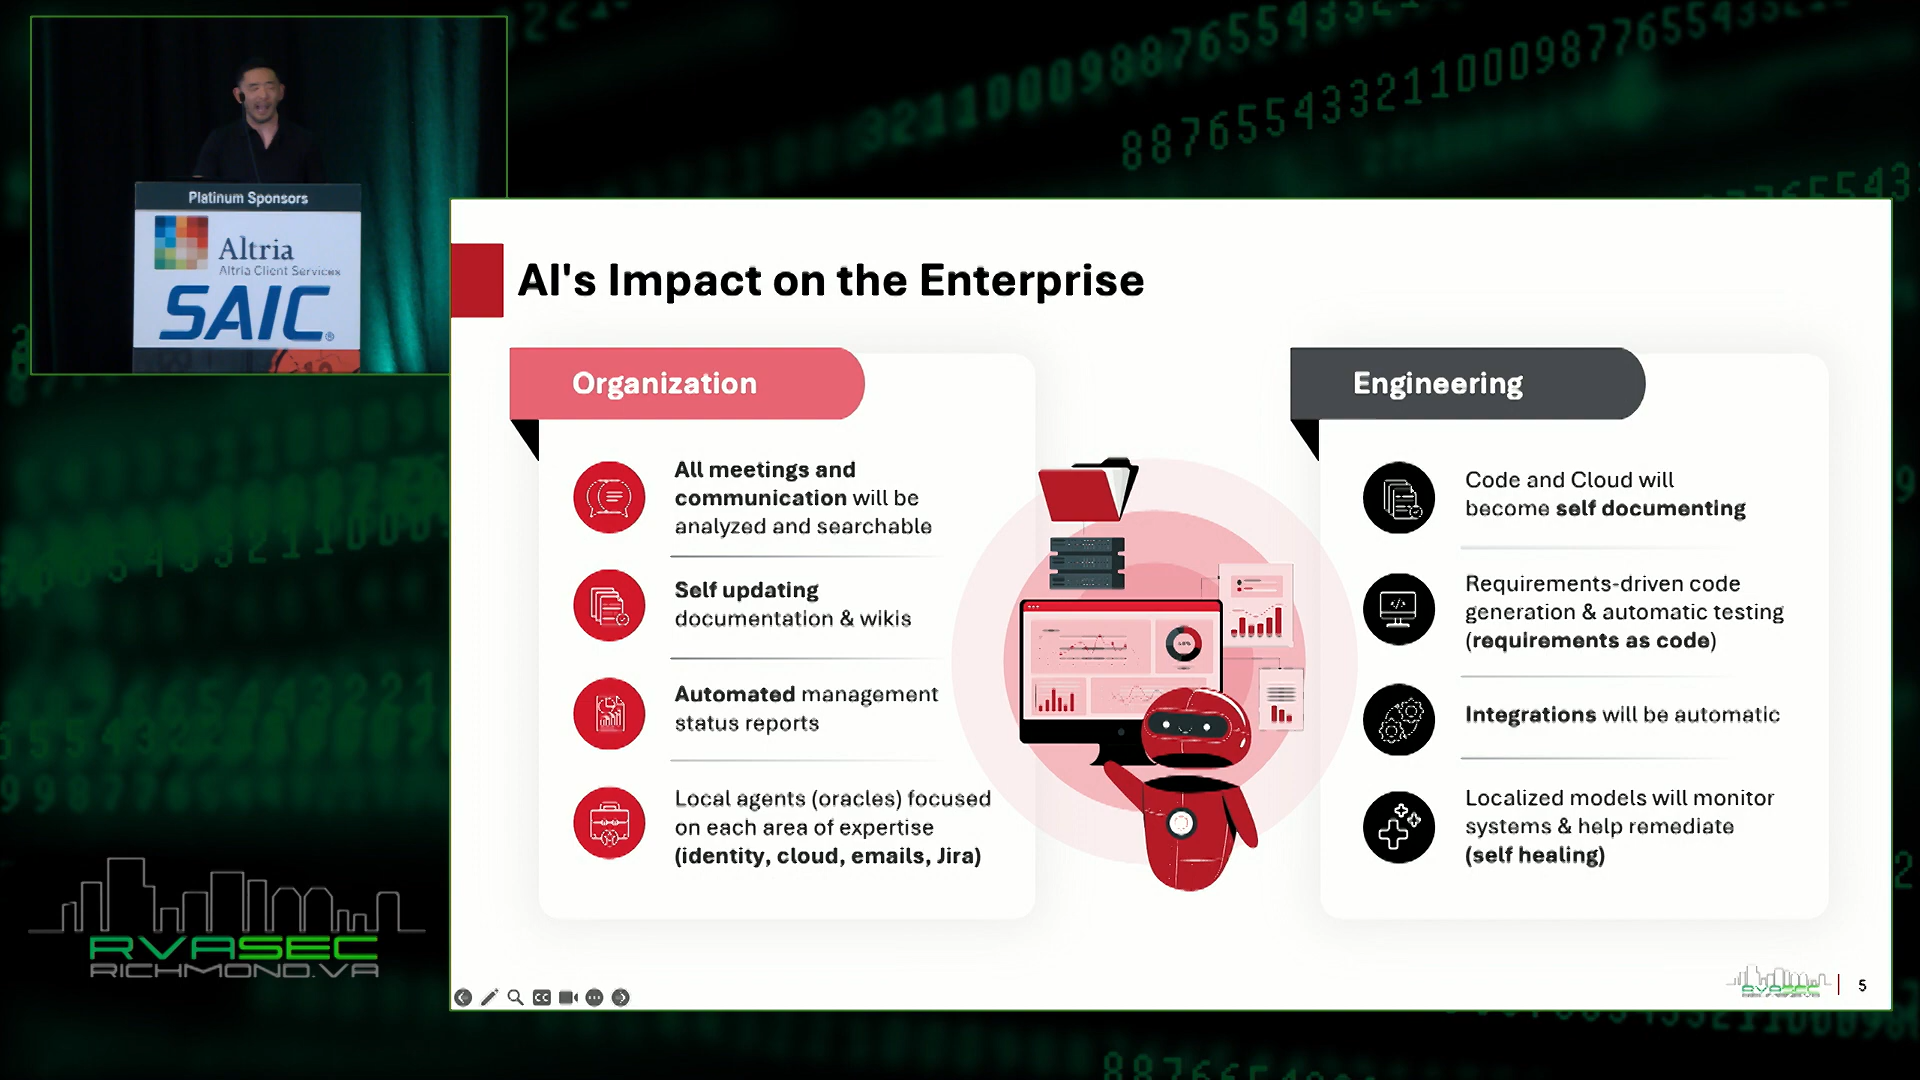 Platinum Sponsors
Altria
Altria Client Services
SAIC®
AI's Impact on the Enterprise
Organization
All meetings and
communication will be
analyzed and searchable
Self updating
documentation & wikis
Automated management
status reports
Local agents (oracles) focused
on each area of expertise
(identity, cloud, emails, Jira)
Engineering
Code and Cloud will
become self documenting
Requirements-driven code
generation & automatic testing
(requirements as code)
Integrations will be automatic
Localized models will monitor
systems & help remediate
(self healing)
RVASEC
RICHMOND.VA
CC
RVASEC
5